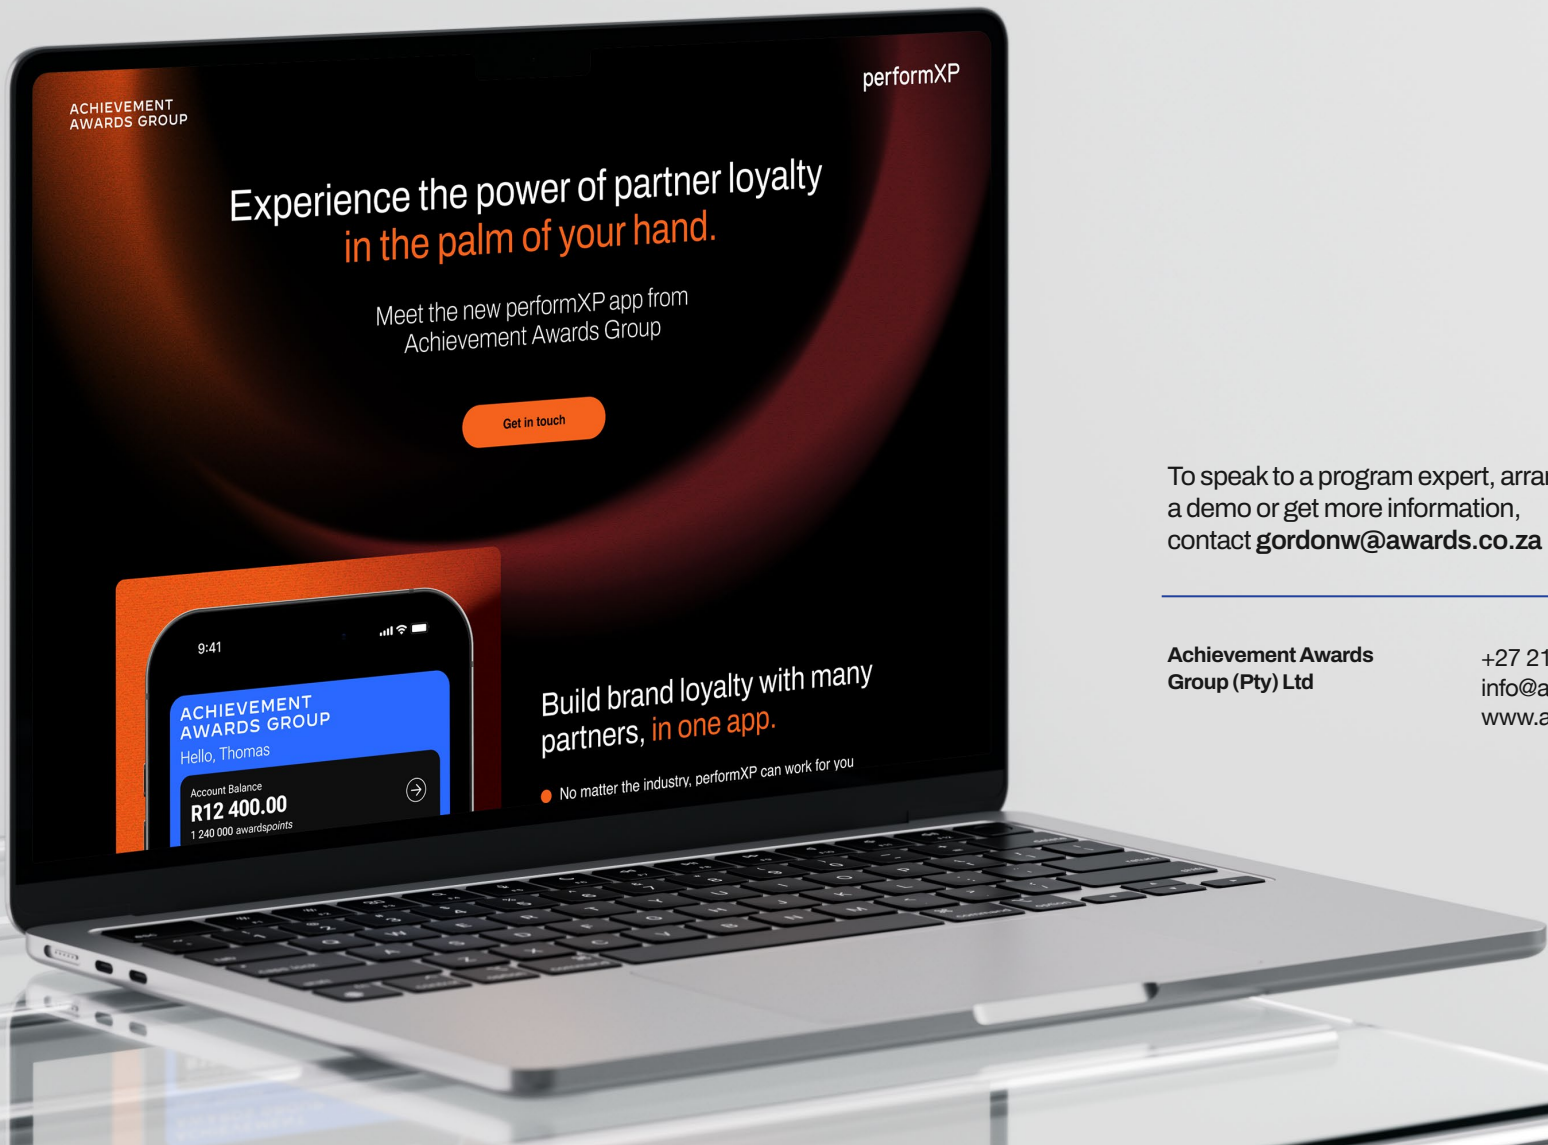 ACHIEVEMENT
AWARDS GROUP
performXP
Experience the power of partner loyalty
in the palm of your hand.
Meet the new performXP app from
Achievement Awards Group
Get in touch
9:41
ACHIEVEMENT
AWARDS GROUP
Hello, Thomas
Account Balance
R12 400.00
1 240 000 awardspoints
Build brand loyalty with many
partners, in one app.
No matter the industry, performXP can work for you
To speak to a program expert,
a demo or get more information,
contact gordonw@awards.co.za
Achievement Awards
Group (Pty) Ltd
+27 21
info@a
www.a